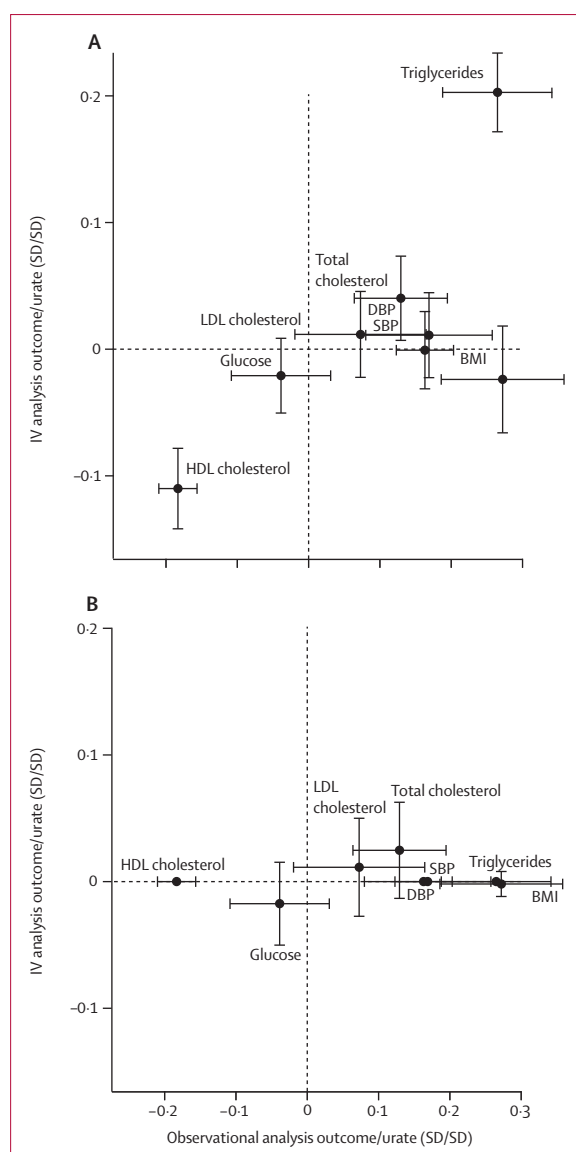 A
0·2
0·1
0
–0·1
IV analysis outcome/urate (SD/SD)
Triglycerides
Total
cholesterol
DBP
LDL cholesterol
SBP
Glucose
BMI
HDL cholesterol
B
0·2
0·1
0
–0·1
IV analysis outcome/urate (SD/SD)
LDL
cholesterol
Total cholesterol
HDL cholesterol
SBP
Triglycerides
DBP
BMI
Glucose
–0·2
–0·1
0
0·1
0·2
0·3
Observational analysis outcome/urate (SD/SD)